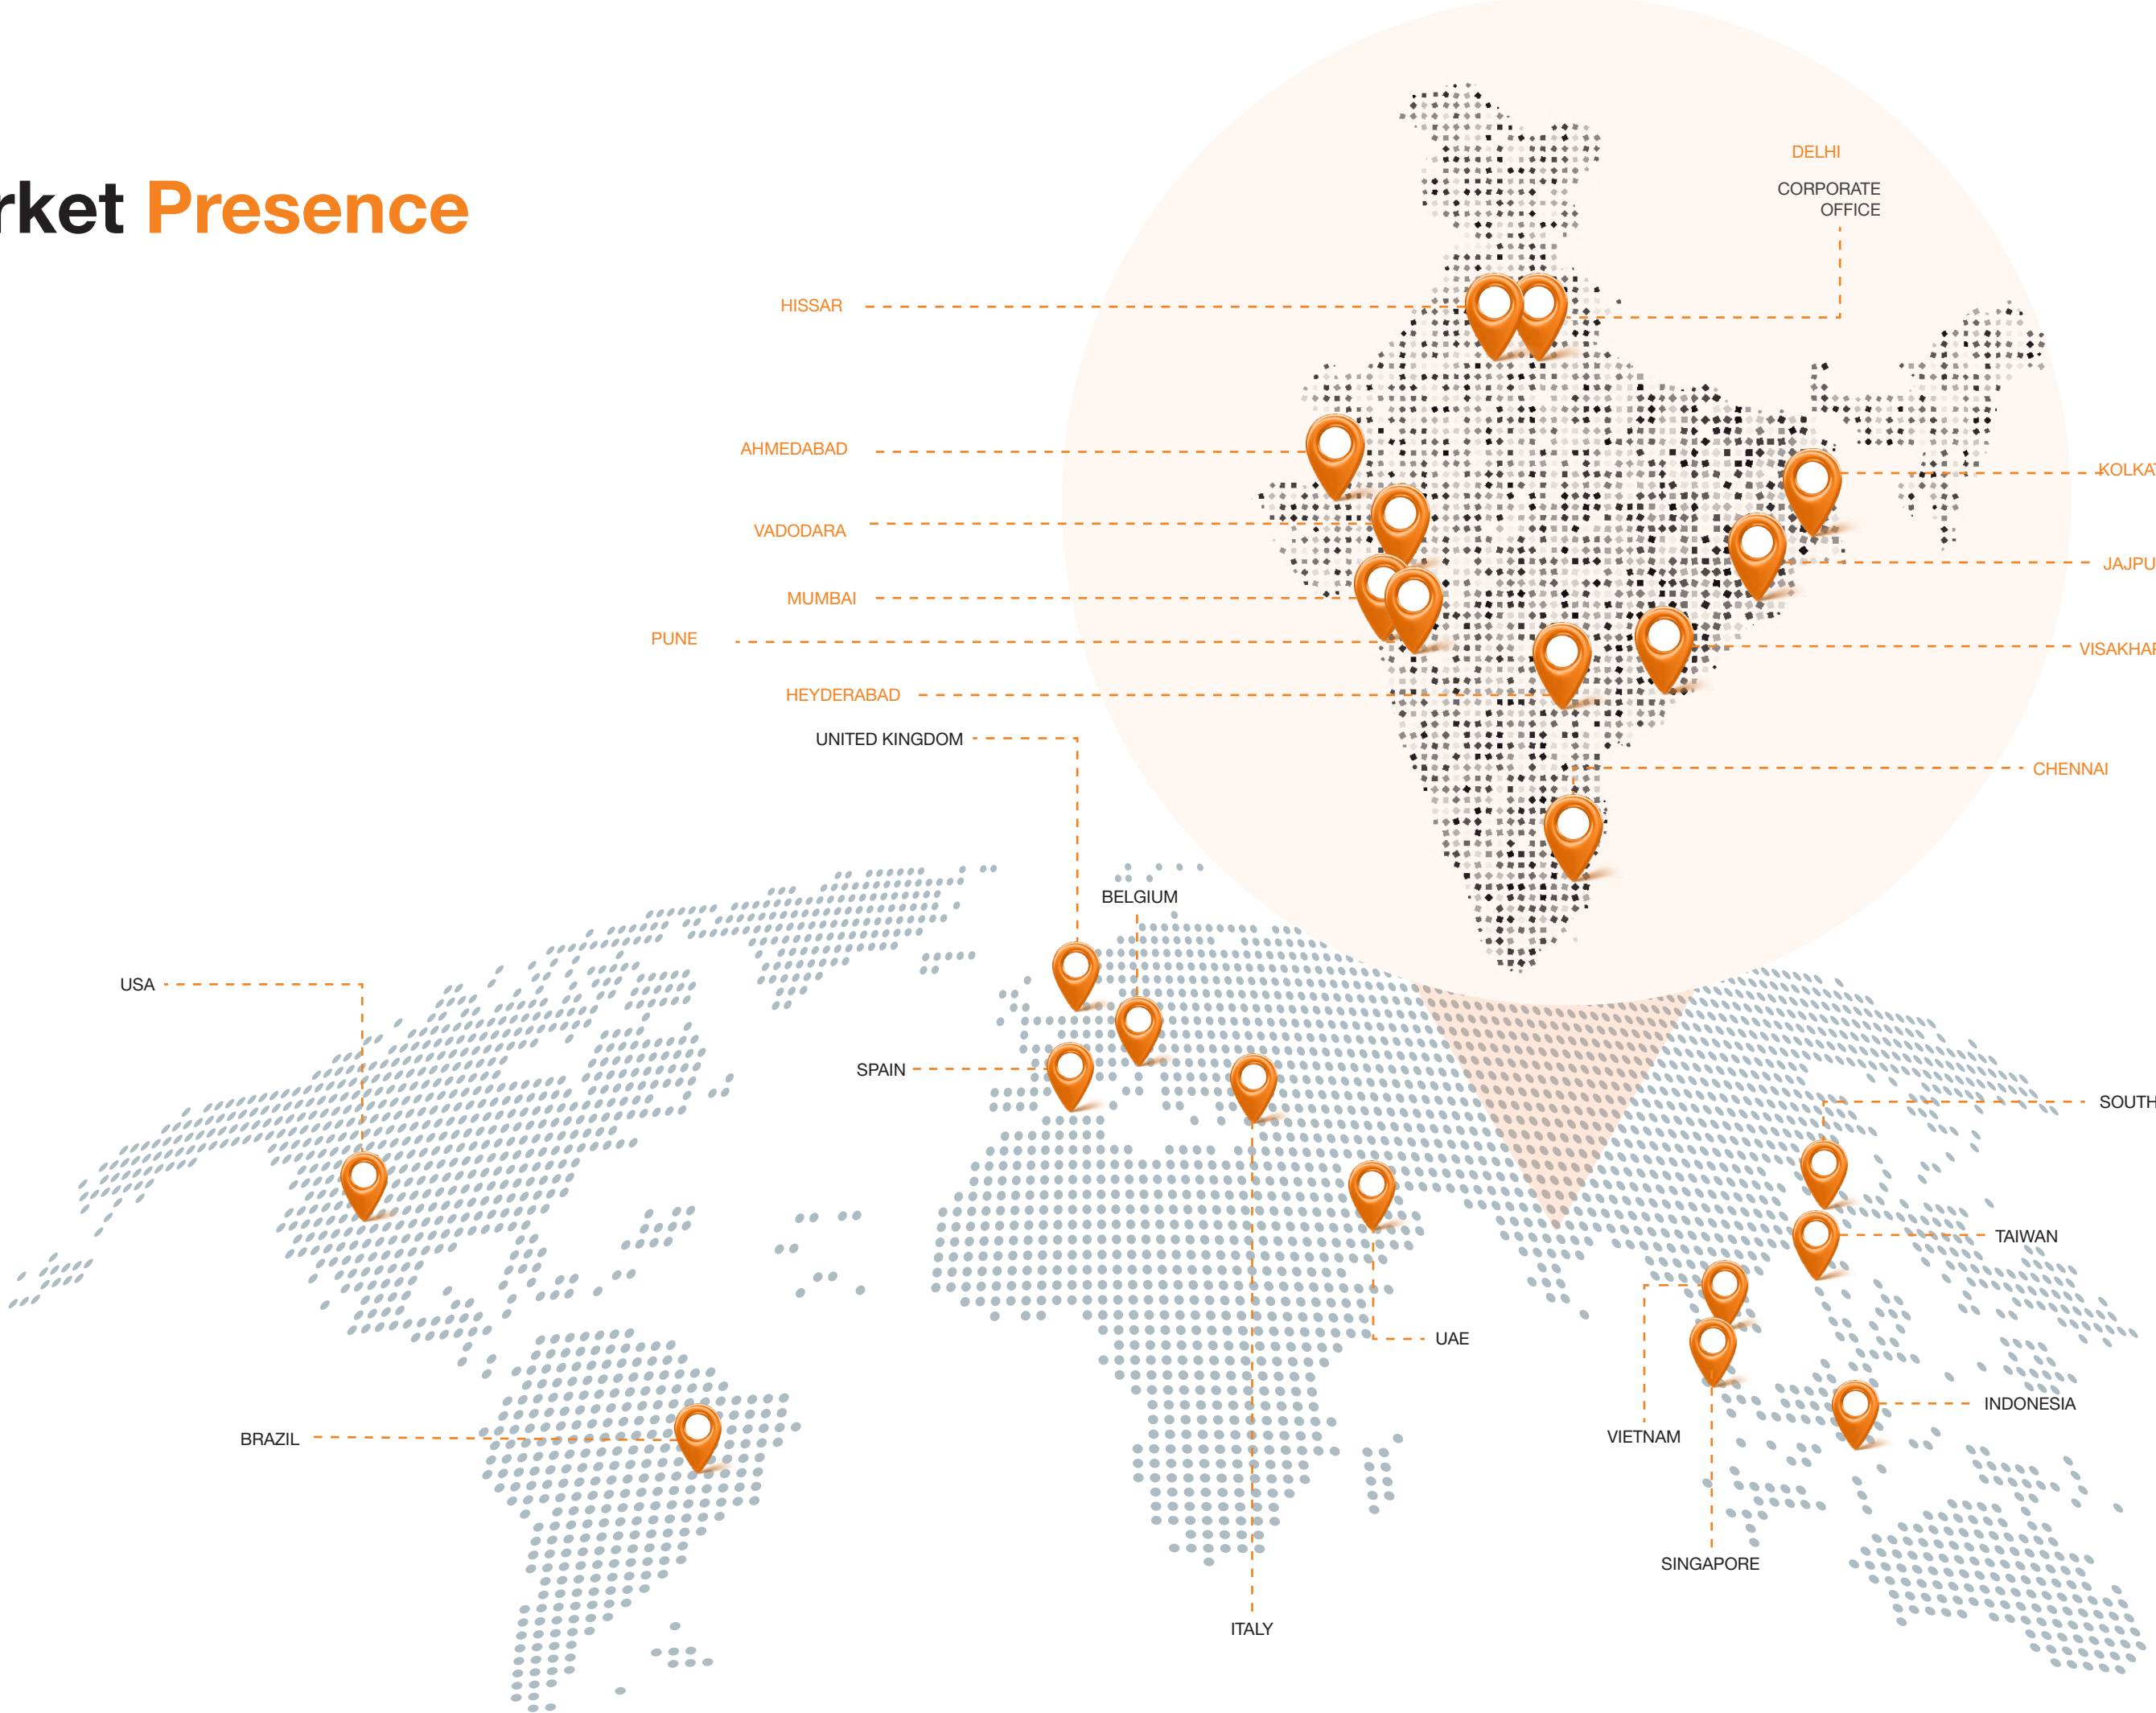 rket Presence
DELHI
CORPORATE
OFFICE
HISSAR
AHMEDABAD
KOLKAT
VADODARA
JAJPU
MUMBAI
PUNE
VISAKHAP
HEYDERABAD
UNITED KINGDOM
CHENNAI
BELGIUM
USA
SPAIN
SOUTH
TAIWAN
UAE
INDONESIA
VIETNAM
BRAZIL
SINGAPORE
ITALY